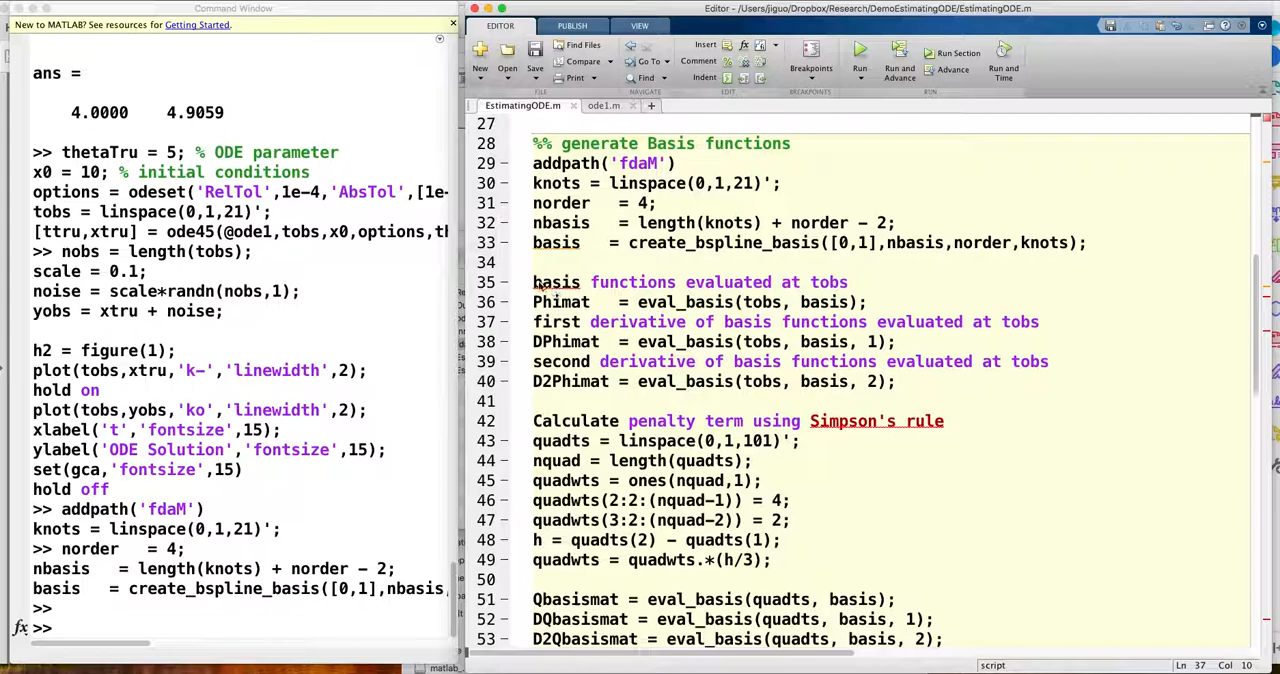 Command Window
New to MATLAB? See resources for Getting Started.
ans =
4.0000 4.9059
>> thetaTru = 5; % ODE parameter
x0 = 10; % initial conditions
options = odeset('RelTol',1e-4,'AbsTol',[1e-
tobs = linspace(0,1,21)';
[ttru,xtru] = ode45(@ode1,tobs,x0,options,th
>> nobs = length(tobs);
scale = 0.1;
noise = scale*randn(nobs,1);
yobs = xtru + noise;
h2 = figure(1);
plot(tobs,xtru,'k-','linewidth',2);
hold on
plot(tobs,yobs,'ko','linewidth',2);
xlabel('t','fontsize',15);
ylabel('ODE Solution','fontsize',15);
set(gca,'fontsize',15)
hold off
>> addpath('fdaM')
knots = linspace(0,1,21)';
>> norder = 4;
nbasis = length(knots) + norder - 2;
basis = create_bspline_basis([0,1],nbasis,
>>
fx >>
Editor - /Users/jiguo/Dropbox/Research/DemoEstimatingODE/EstimatingODE.m
EDITOR PUBLISH VIEW
New Open Save Find Files Compare Print Go To Find Insert Comment Indent fx Breakpoints Run Run and Advance Run Section Advance Run and Time
FILE NAVIGATE EDIT BREAKPOINTS RUN
EstimatingODE.m × ode1.m × +
27
28 %% generate Basis functions
29 – addpath('fdaM')
30 – knots = linspace(0,1,21)';
31 – norder = 4;
32 – nbasis = length(knots) + norder - 2;
33 – basis = create_bspline_basis([0,1],nbasis,norder,knots);
34
35 – basis functions evaluated at tobs
36 – Phimat = eval_basis(tobs, basis);
37 – first derivative of basis functions evaluated at tobs
38 – DPhimat = eval_basis(tobs, basis, 1);
39 – second derivative of basis functions evaluated at tobs
40 – D2Phimat = eval_basis(tobs, basis, 2);
41
42 – Calculate penalty term using Simpson's rule
43 – quadts = linspace(0,1,101)';
44 – nquad = length(quadts);
45 – quadwts = ones(nquad,1);
46 – quadwts(2:2:(nquad-1)) = 4;
47 – quadwts(3:2:(nquad-2)) = 2;
48 – h = quadts(2) - quadts(1);
49 – quadwts = quadwts.*(h/3);
50
51 – Qbasismat = eval_basis(quadts, basis);
52 – DQbasismat = eval_basis(quadts, basis, 1);
53 – D2Qbasismat = eval_basis(quadts, basis, 2);
matlab_
script Ln 37 Col 10